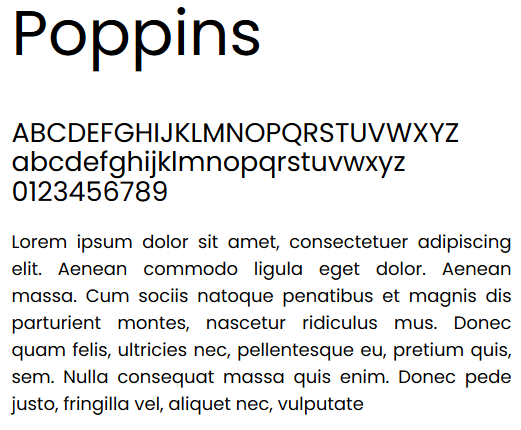 Poppins
ABCDEFGHIJKLMNOPQRSTUVWXYZ
abcdefghijklmnopqrstuvwxyz
0123456789
Lorem ipsum dolor sit amet, consectetuer adipiscing
elit. Aenean commodo ligula eget dolor. Aenean
massa. Cum sociis natoque penatibus et magnis dis
parturient montes, nascetur ridiculus mus. Donec
quam felis, ultricies nec, pellentesque eu, pretium quis,
sem. Nulla consequat massa quis enim. Donec pede
justo, fringilla vel, aliquet nec, vulputate